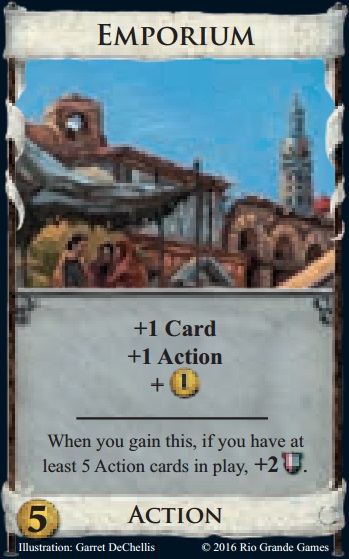 EMPORIUM
+1 Card
+1 Action
+ 1
When you gain this, if you have at
least 5 Action cards in play, +2.
5 ACTION
Illustration: Garret DeChellis © 2016 Rio Grande Games